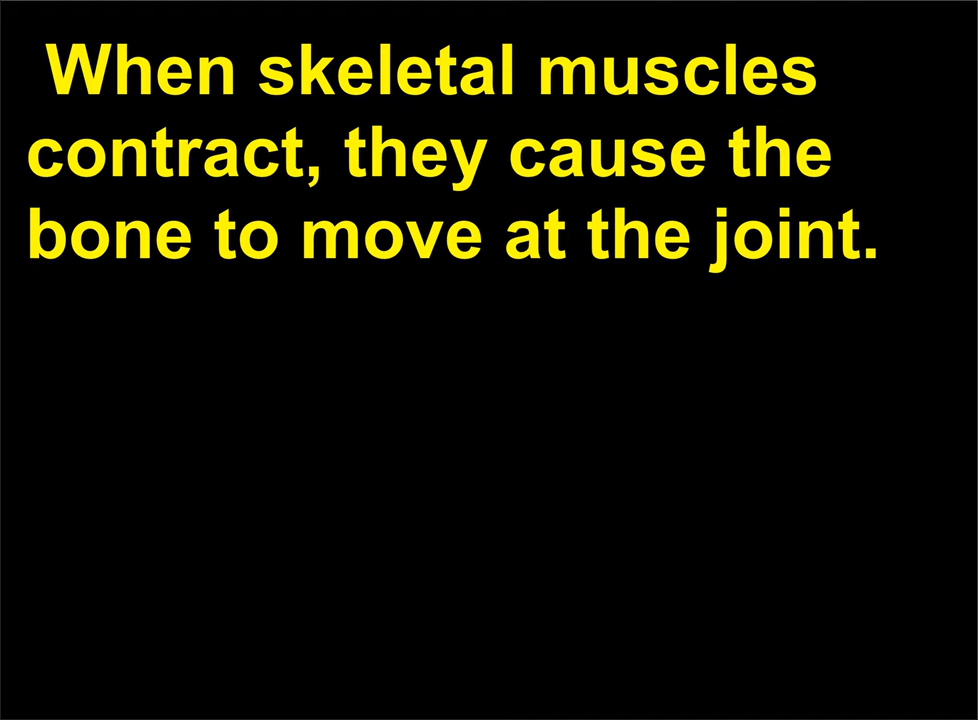 When skeletal muscles
contract, they cause the
bone to move at the joint.